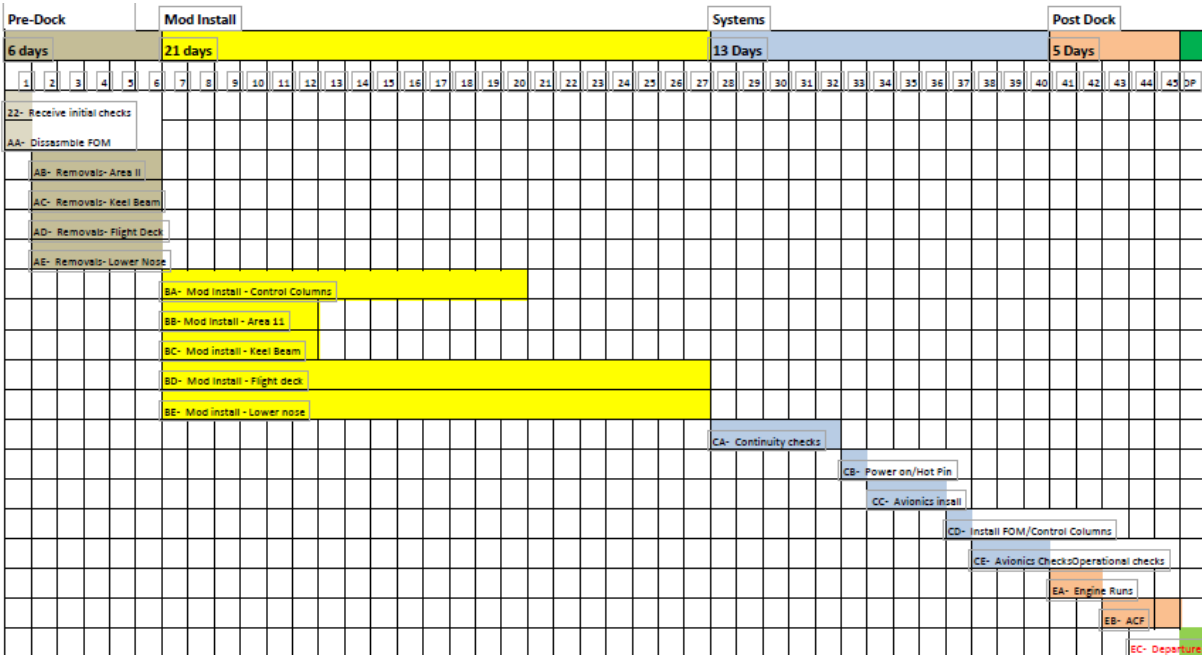 Pre-Dock Mod Install Systems Post Dock
6 days 21 days 13 Days 5 Days
1 2 3 4 5 6 7 8 9 10 11 12 13 14 15 16 17 18 19 20 21 22 23 24 25 26 27 28 29 30 31 32 33 34 35 36 37 38 39 40 41 42 43 44 45 DP
22- Receive initial checks
AA- Dissasmble FOM
AB- Removals- Area II
AC- Removals- Keel Beam
AD- Removals- Flight Deck
AE- Removals- Lower Nose
BA- Mod Install - Control Columns
BB- Mod Install - Area 11
BC- Mod install - Keel Beam
BD- Mod Install - Flight deck
BE- Mod install - Lower nose
CA- Continuity checks
CB- Power on/Hot Pin
CC- Avionics insall
CD- Install FOM/Control Columns
CE- Avionics ChecksOperational checks
EA- Engine Runs
EB- ACF
EC- Departure